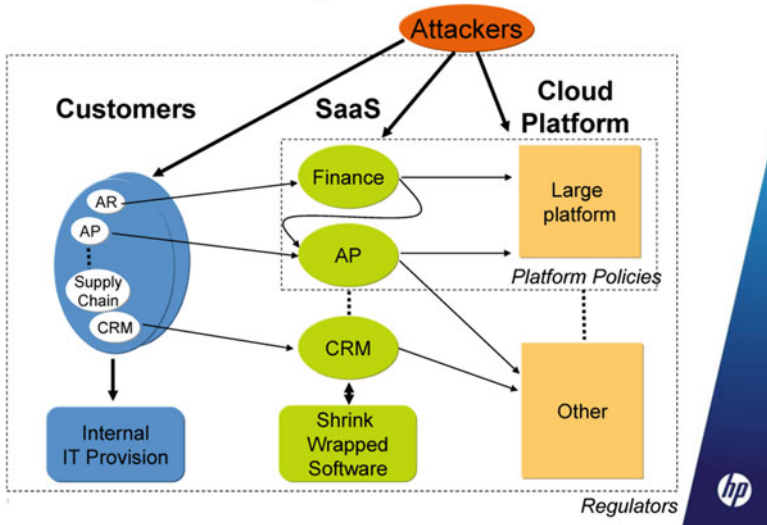 Attackers
Customers
SaaS
Cloud
Platform
AR
AP
Supply
Chain
CRM
Finance
AP
CRM
Large
platform
Platform Policies
Internal
IT Provision
Shrink
Wrapped
Software
Other
Regulators
hp